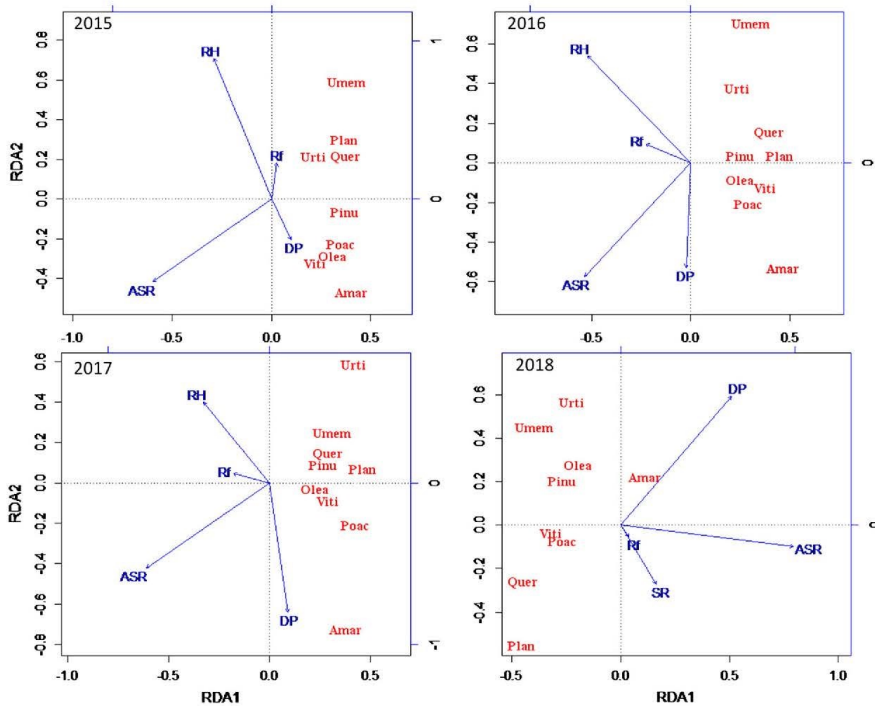 2015
RDA2
0.8
0.6
0.4
0.2
0.0
-0.2
-0.4
RH
Umem
Plan
Rf
Urti
Quer
Pinu
DP
Poac
Olea
Viti
ASR
Amar
1
0
-1.0
-0.5
0.0
0.5
2016
0.6
0.4
0.2
0.0
-0.2
-0.4
-0.6
RH
Umem
Urti
Rf
Quer
Pinu
Plan
Olea
Viti
Poac
ASR
DP
Amar
0
-0.5
0.0
0.5
2017
RDA2
0.6
0.4
0.2
0.0
-0.2
-0.4
-0.6
-0.8
Urti
RH
Umem
Quer
Rf
Pinu
Plan
Olea
Viti
Poac
ASR
DP
Amar
0
-1
-1.0
-0.5
0.0
0.5
RDA1
2018
0.6
0.4
0.2
0.0
-0.2
-0.4
DP
Urti
Umem
Olea
Pinu
Amar
Viti
Poac
Rf
ASR
Quer
SR
Plan
0
-0.5
0.0
0.5
1.0
RDA1